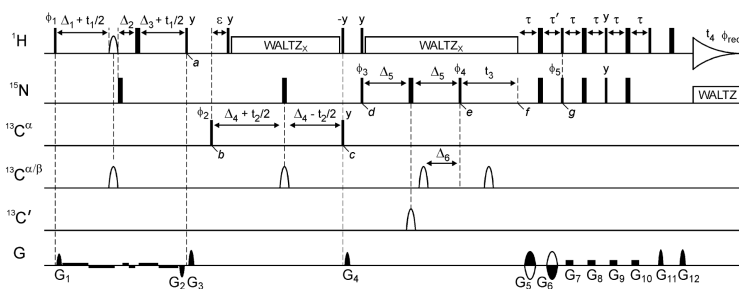 ϕ1 Δ1 + t1/2 Δ2 Δ3 + t1/2 y ε y -y y τ τ' τ τ y τ τ t4 ϕrec
1H WALTZX WALTZX
a
ϕ3 Δ5 Δ5 ϕ4 t3 ϕ5 y
15N WALTZ
d e f g
ϕ2 Δ4 + t2/2 Δ4 - t2/2 y
13Cα
b c
Δ6
13Cα/β
13C'
G
G1 G2 G3 G4 G5 G6 G7 G8 G9 G10 G11 G12